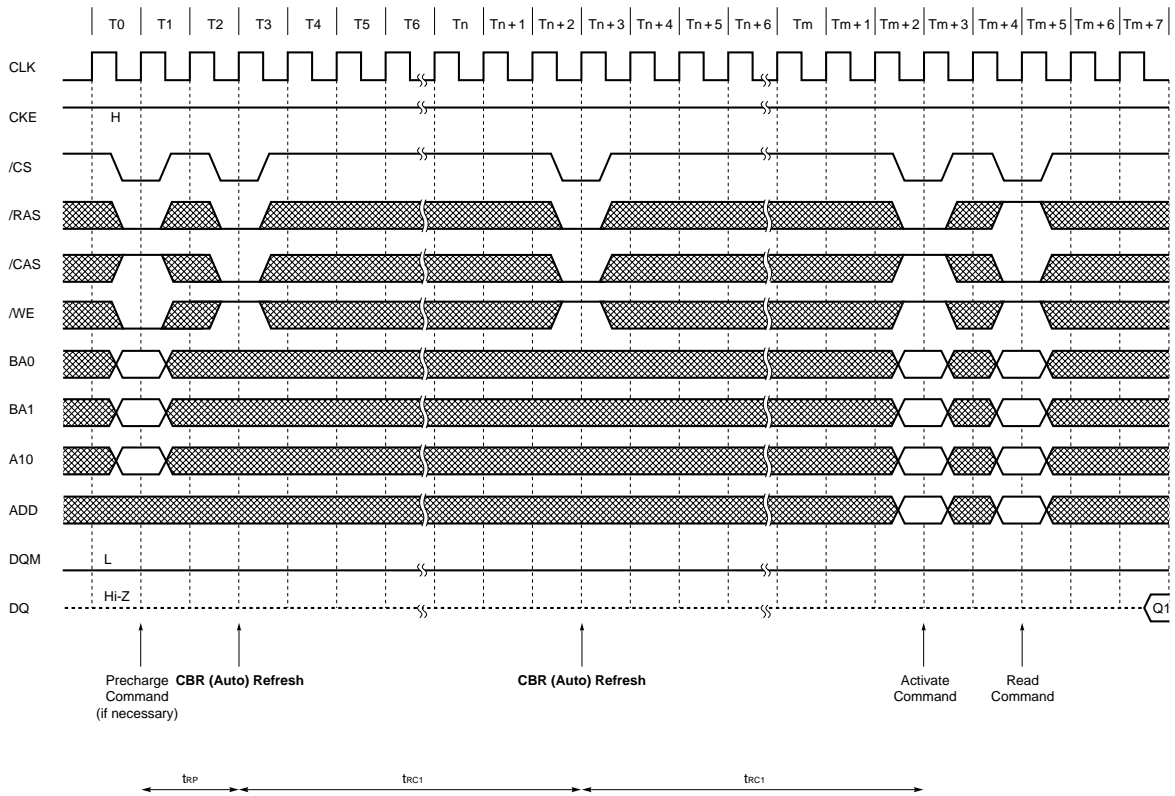 T0 T1 T2 T3 T4 T5 T6 Tn Tn + 1 Tn + 2 Tn + 3 Tn + 4 Tn + 5 Tn + 6 Tm Tm + 1 Tm + 2 Tm + 3 Tm + 4 Tm + 5 Tm + 6 Tm + 7
CLK
CKE H
/CS
/RAS
/CAS
/WE
BA0
BA1
A10
ADD
DQM L
DQ Hi-Z Q1
Precharge
Command
(if necessary)
CBR (Auto) Refresh
CBR (Auto) Refresh
Activate
Command
Read
Command
tRP tRC1 tRC1